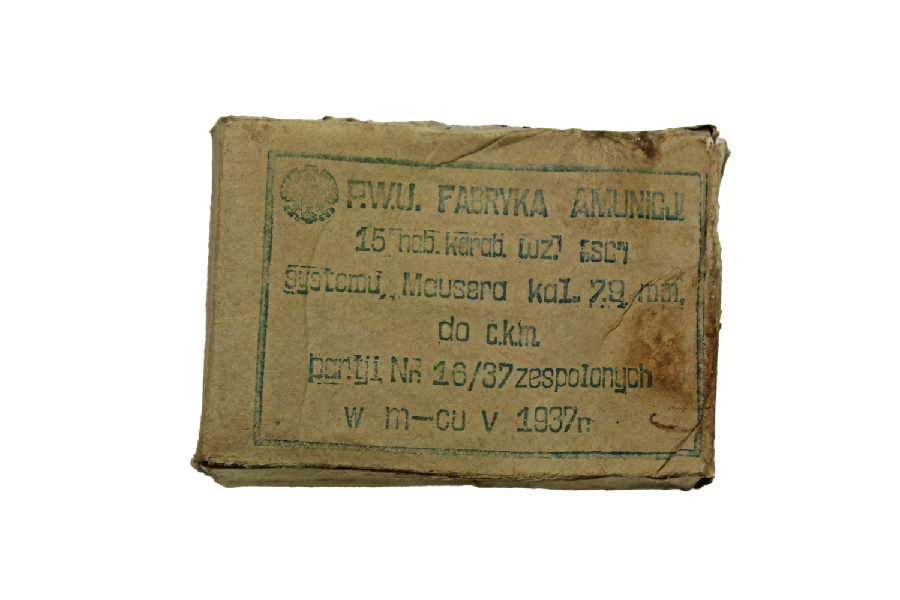 P.W.U. FABRYKA AMUNICJI
15 nab. karab. (wz.) "SC"
systemu „Mausera kal. 7.9 mm.
do c.k.m.
partji Nr 16/37 zespolonych
w m-cu V 1937r.